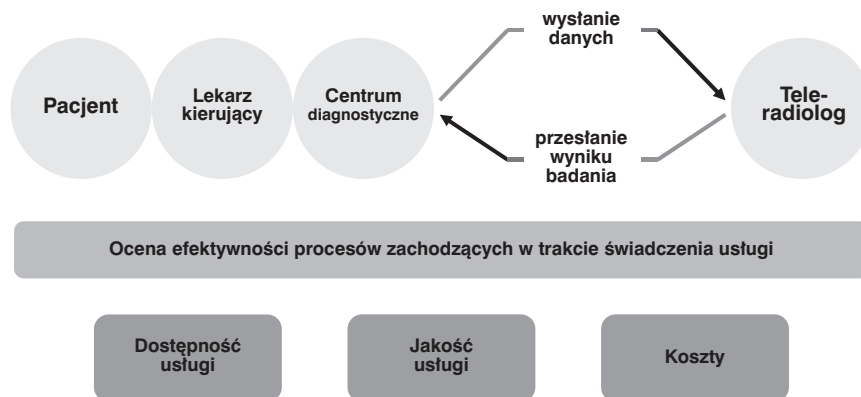 wysłanie
danych
Pacjent
Lekarz
kierujący
Centrum
diagnostyczne
Tele-
radiolog
przesłanie
wyniku
badania
Ocena efektywności procesów zachodzących w trakcie świadczenia usługi
Dostępność
usługi
Jakość
usługi
Koszty